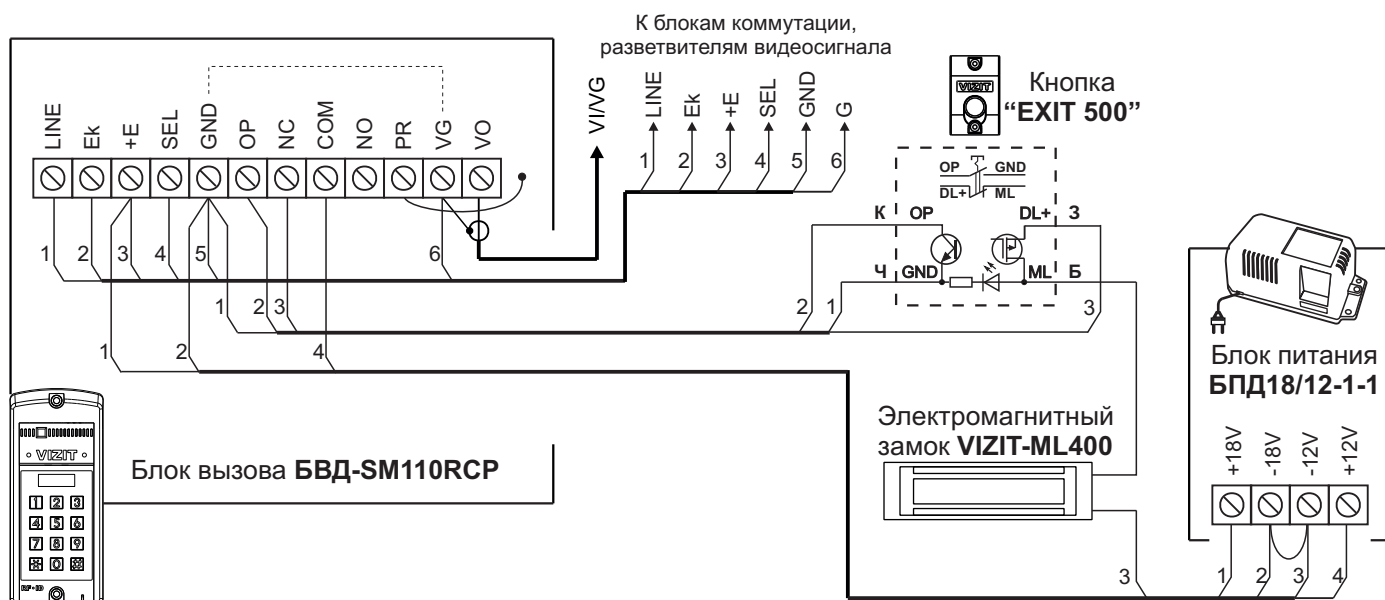 К блокам коммутации,
разветвителям видеосигнала
LINE
Ek
+E
SEL
GND
OP
NC
COM
NO
PR
VG
VO
VI/VG
LINE
Ek
+E
SEL
GND
G
1
2
3
4
5
6
VIZIT
Кнопка
“EXIT 500”
OP GND
DL+ ML
К OP DL+ З
Ч GND ML Б
1
2
3
4
5
6
1
2
3
2
1
3
1
2
4
Блок питания
БПД18/12-1-1
+18V
-18V
-12V
+12V
Электромагнитный
замок VIZIT-ML400
VIZIT
Блок вызова БВД-SM110RCP
1 2 3
4 5 6
7 8 9
0
RF-ID
3
1
2
3
4